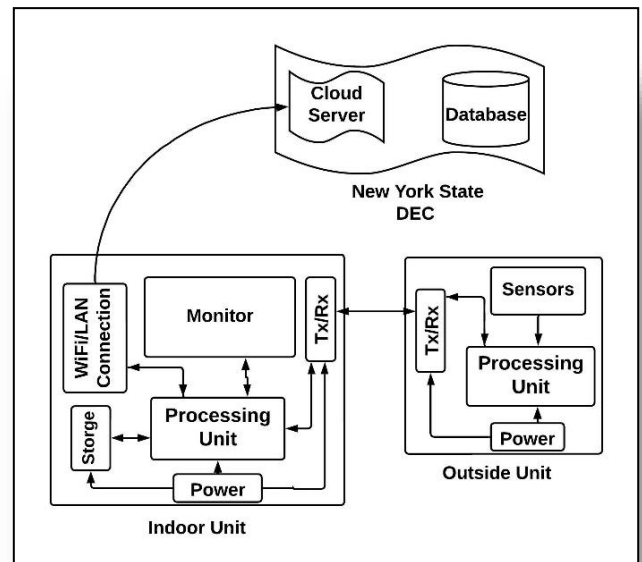 Cloud
Server
Database
New York State
DEC
WiFi/LAN
Connection
Monitor
Tx/Rx
Processing
Unit
Storge
Power
Indoor Unit
Tx/Rx
Sensors
Processing
Unit
Power
Outside Unit